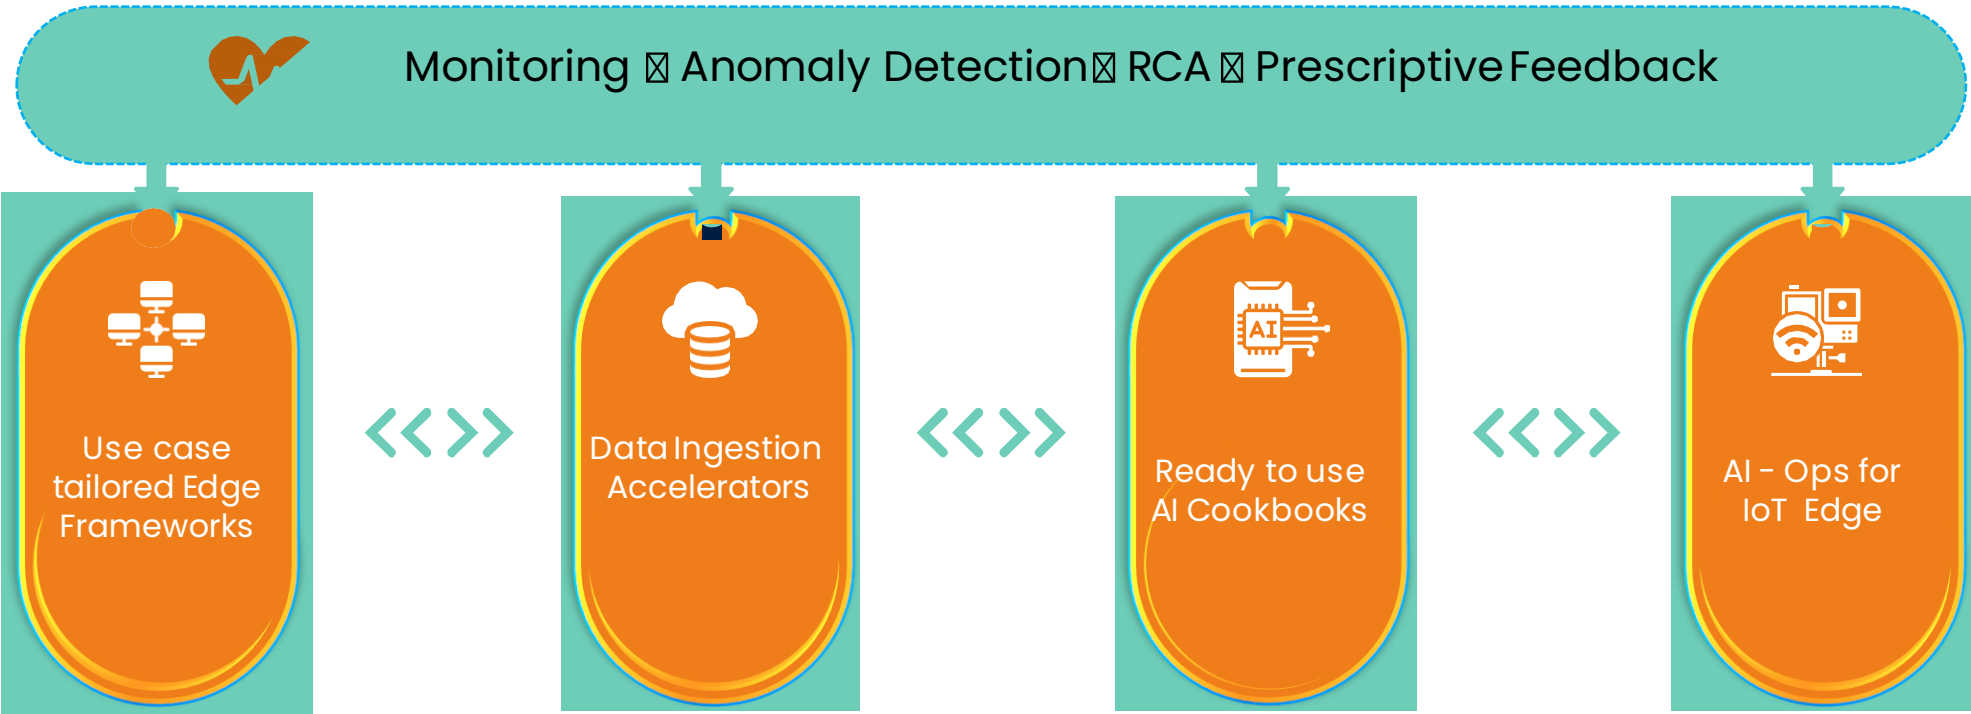 Monitoring  Anomaly Detection  RCA  Prescriptive Feedback
Use case
tailored Edge
Frameworks
Data Ingestion
Accelerators
AI
Ready to use
AI Cookbooks
AI - Ops for
IoT Edge